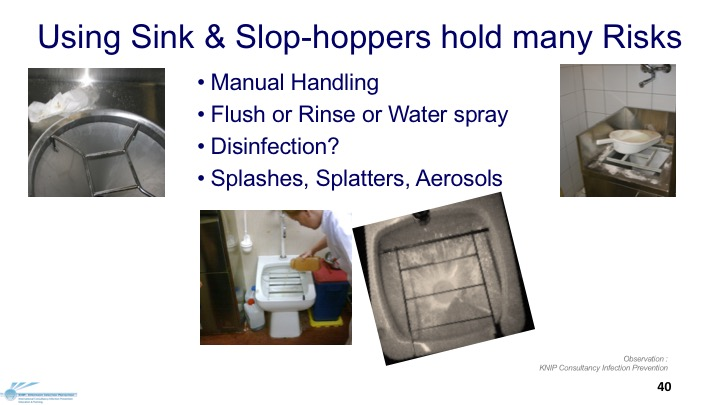 Using Sink & Slop-hoppers hold many Risks
• Manual Handling
• Flush or Rinse or Water spray
• Disinfection?
• Splashes, Splatters, Aerosols
Observation :
KNIP Consultancy Infection Prevention
40